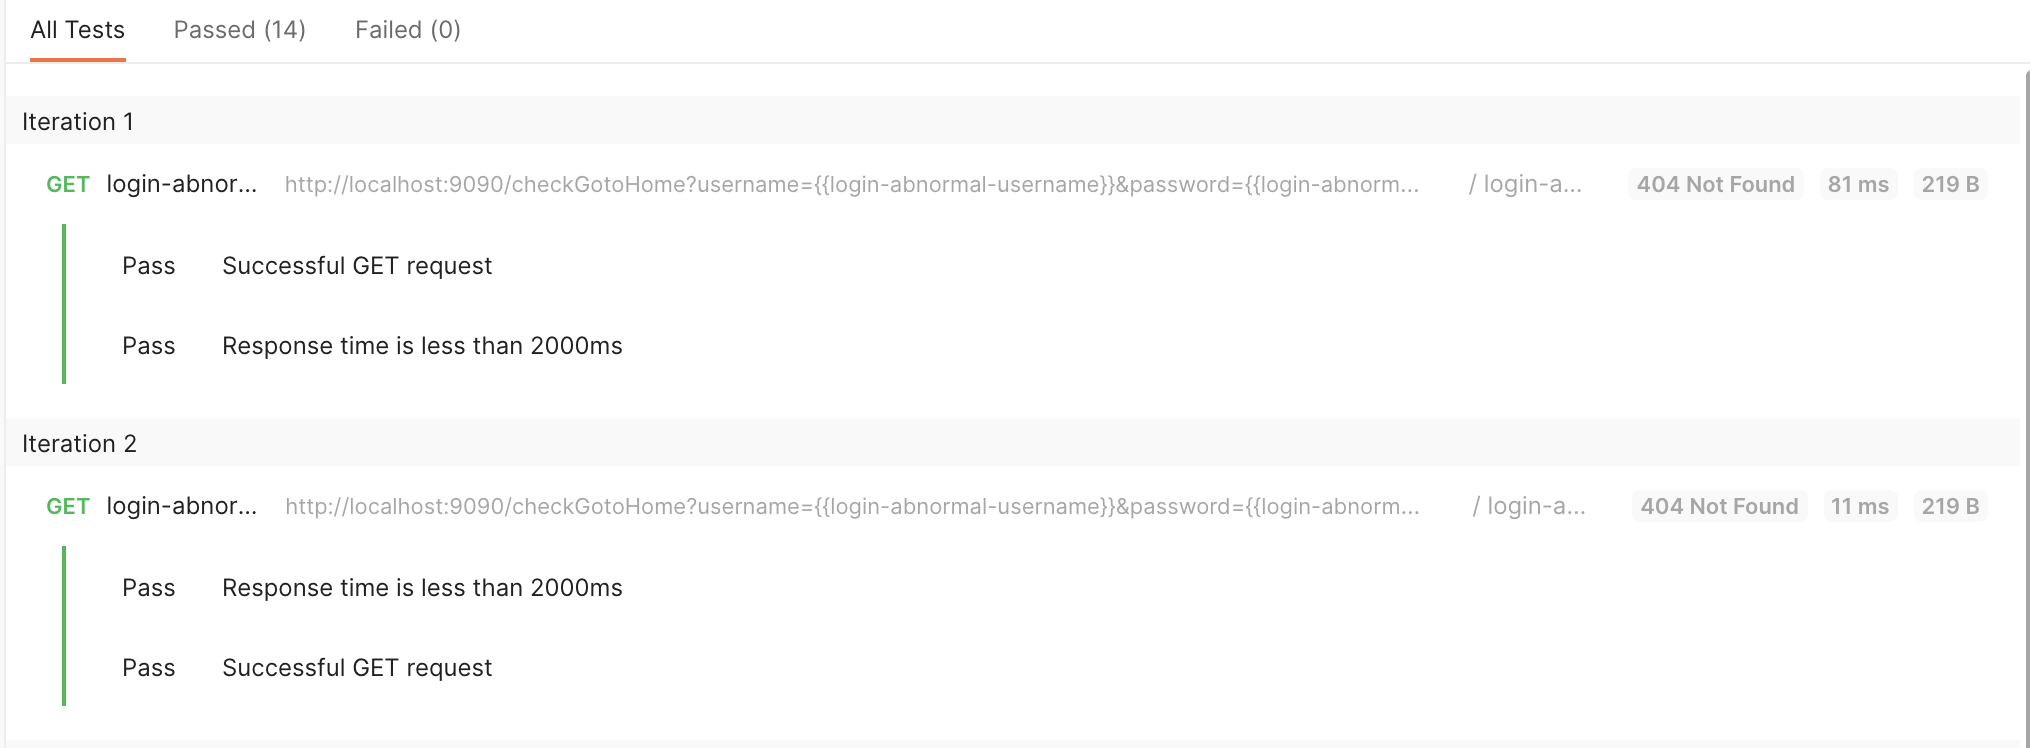 All Tests Passed (14) Failed (0)
Iteration 1
GET login-abnor... http://localhost:9090/checkGotoHome?username={{login-abnormal-username}}&password={{login-abnorm... / login-a... 404 Not Found 81 ms 219 B
Pass Successful GET request
Pass Response time is less than 2000ms
Iteration 2
GET login-abnor... http://localhost:9090/checkGotoHome?username={{login-abnormal-username}}&password={{login-abnorm... / login-a... 404 Not Found 11 ms 219 B
Pass Response time is less than 2000ms
Pass Successful GET request